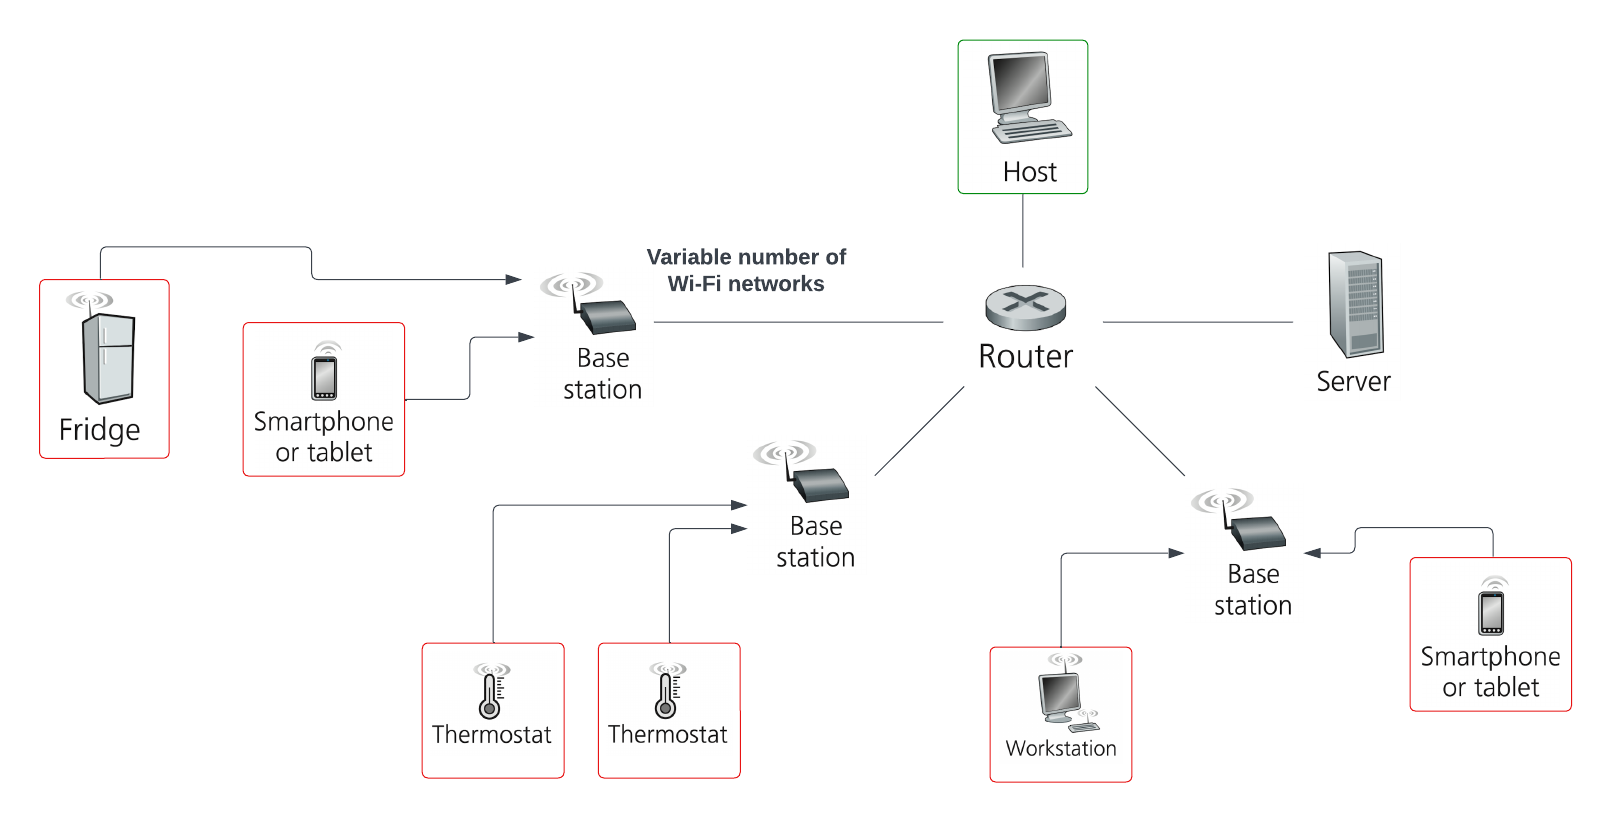 Host
Variable number of
Wi-Fi networks
Router
Server
Base
station
Fridge
Smartphone
or tablet
Base
station
Base
station
Thermostat
Thermostat
Workstation
Smartphone
or tablet